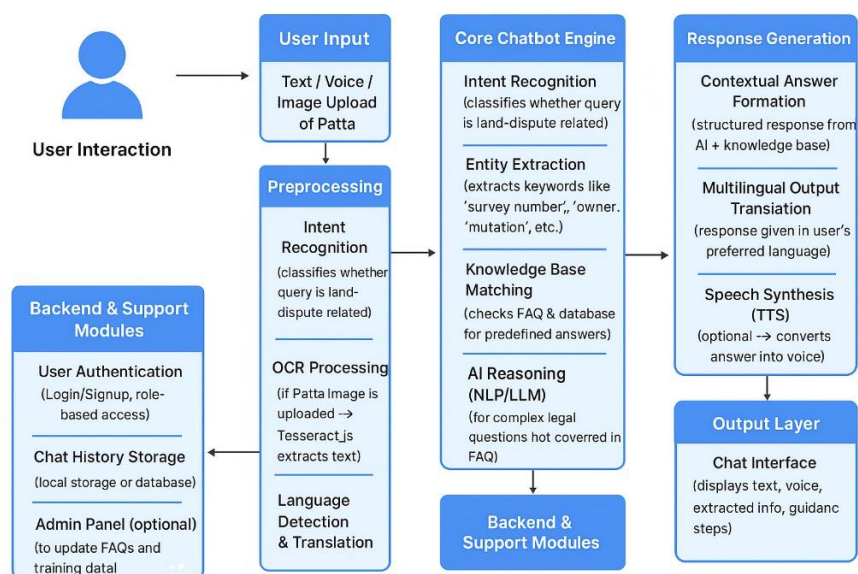 User Interaction
User Input
Text / Voice /
Image Upload
of Patta
Preprocessing
Intent
Recognition
(classifies whether
query is land-
dispute related)
OCR Processing
(if Patta Image is
uploaded →
Tesseract,js
extracts text)
Language
Detection
& Translation
Backend & Support
Modules
User Authentication
(Login/Signup, role-
based access)
Chat History Storage
(local storage or database)
Admin Panel (optional)
(to update FAQs and
training datal
Core Chatbot Engine
Intent Recognition
(classifies whether query
is land-dispute related)
Entity Extraction
(extracts keywords like
'survey number',, 'owner.
'mutation', etc.)
Knowledge Base
Matching
(checks FAQ & database
for predefined answers)
AI Reasoning
(NLP/LLM)
(for complex legal
questions hot coverred in
FAQ)
Backend &
Support Modules
Response Generation
Contextual Answer
Formation
(structured response from
AI + knowledge base)
Multilingual Output
Transiation
(response given in user's
preferred language)
Speech Synthesis
(TTS)
(optional → converts
answer into voice)
Output Layer
Chat Interface
(displays text, voice,
extracted info, guidanc
steps)